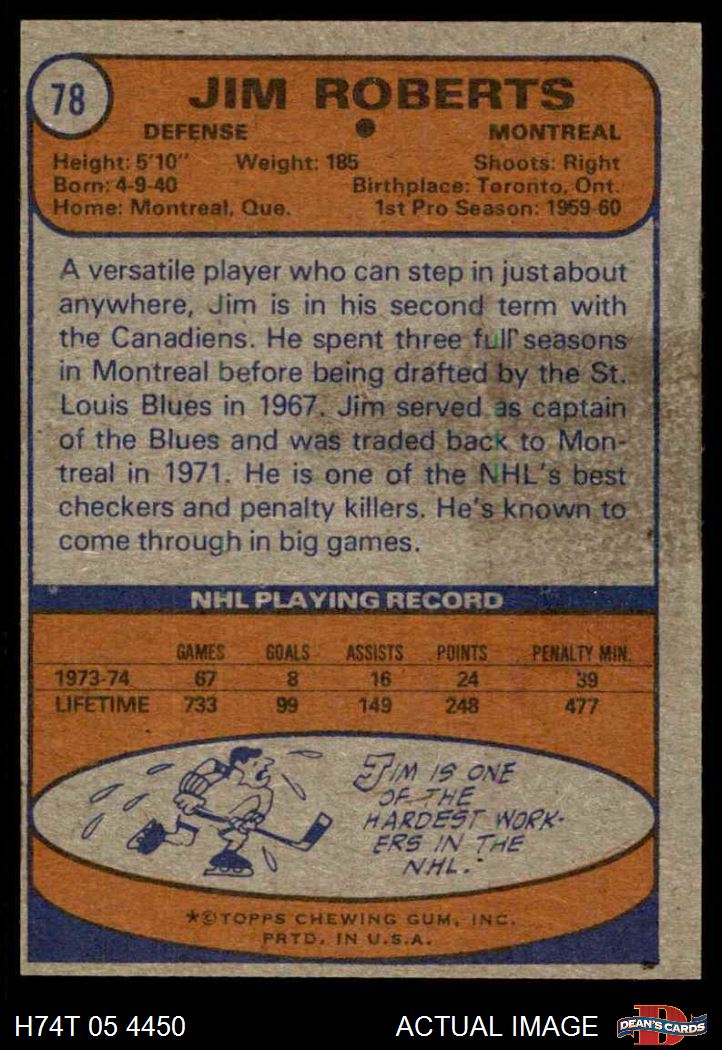 78
JIM ROBERTS
DEFENSE MONTREAL
Height: 5'10" Weight: 185 Shoots: Right
Born: 4-9-40 Birthplace: Toronto, Ont.
Home: Montreal, Que. 1st Pro Season: 1959-60
A versatile player who can step in just about
anywhere, Jim is in his second term with
the Canadiens. He spent three full seasons
in Montreal before being drafted by the St.
Louis Blues in 1967. Jim served as captain
of the Blues and was traded back to Mon-
treal in 1971. He is one of the NHL's best
checkers and penalty killers. He's known to
come through in big games.
NHL PLAYING RECORD
GAMES GOALS ASSISTS POINTS PENALTY MIN.
1973-74 67 8 16 24 39
LIFETIME 733 99 149 248 477
JIM IS ONE
OF THE
HARDEST WORK-
ERS IN THE
NHL.
*©TOPPS CHEWING GUM, INC.
PRTD. IN U.S.A.
H74T 05 4450 ACTUAL IMAGE D DEAN'S CARDS